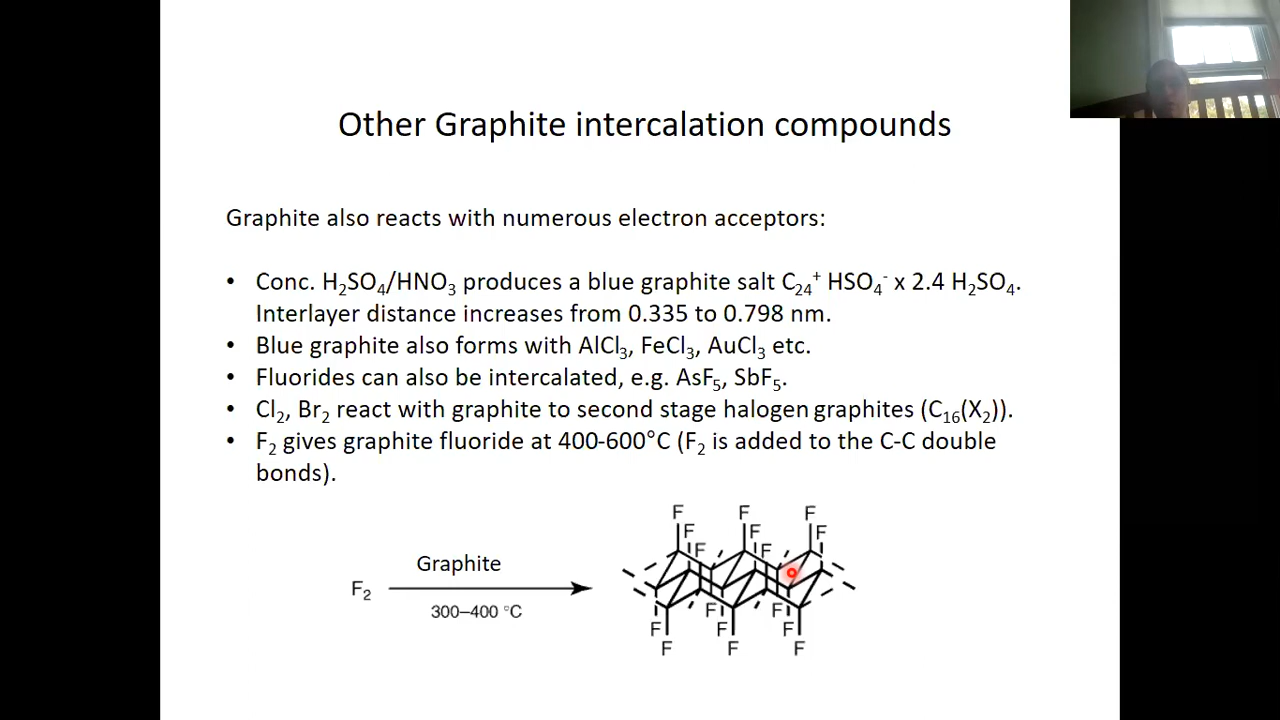 Other Graphite intercalation compounds
Graphite also reacts with numerous electron acceptors:
• Conc. H₂SO₄/HNO₃ produces a blue graphite salt C₂₄⁺ HSO₄⁻ x 2.4 H₂SO₄.
Interlayer distance increases from 0.335 to 0.798 nm.
• Blue graphite also forms with AlCl₃, FeCl₃, AuCl₃ etc.
• Fluorides can also be intercalated, e.g. AsF₅, SbF₅.
• Cl₂, Br₂ react with graphite to second stage halogen graphites (C₁₆(X₂)).
• F₂ gives graphite fluoride at 400-600°C (F₂ is added to the C-C double
bonds).
F F F
F F F
F F
Graphite
F₂
300–400 °C
F F
F F F
F F F